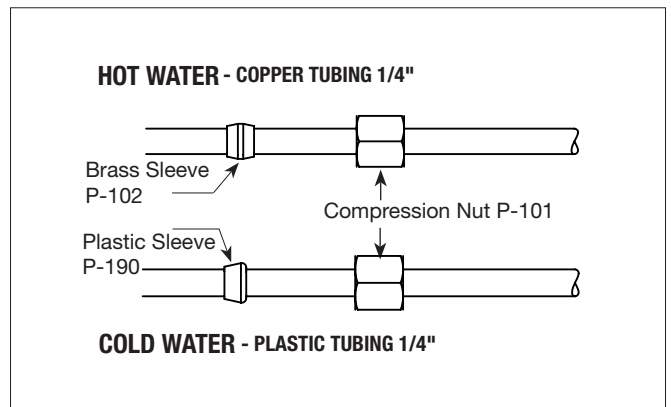 HOT WATER - COPPER TUBING 1/4"
Brass Sleeve
P-102
Compression Nut P-101
Plastic Sleeve
P-190
COLD WATER - PLASTIC TUBING 1/4"